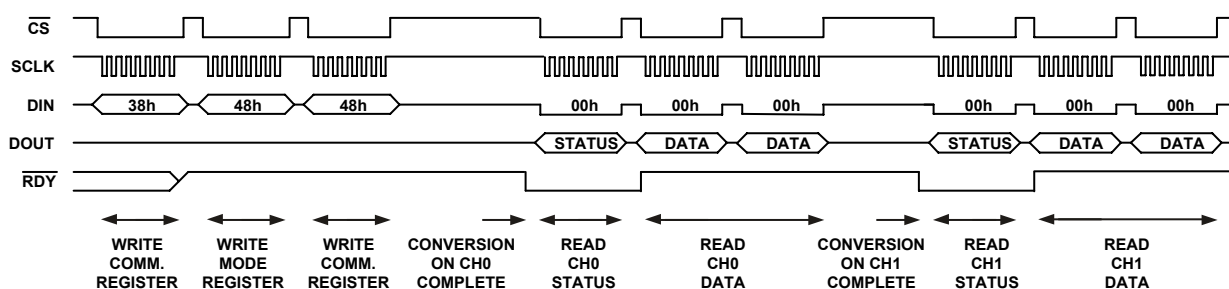 CS
SCLK
DIN 38h 48h 48h 00h 00h 00h 00h 00h 00h
DOUT STATUS DATA DATA STATUS DATA DATA
RDY
WRITE COMM. REGISTER
WRITE MODE REGISTER
WRITE COMM. REGISTER
CONVERSION ON CH0 COMPLETE
READ CH0 STATUS
READ CH0 DATA
CONVERSION ON CH1 COMPLETE
READ CH1 STATUS
READ CH1 DATA